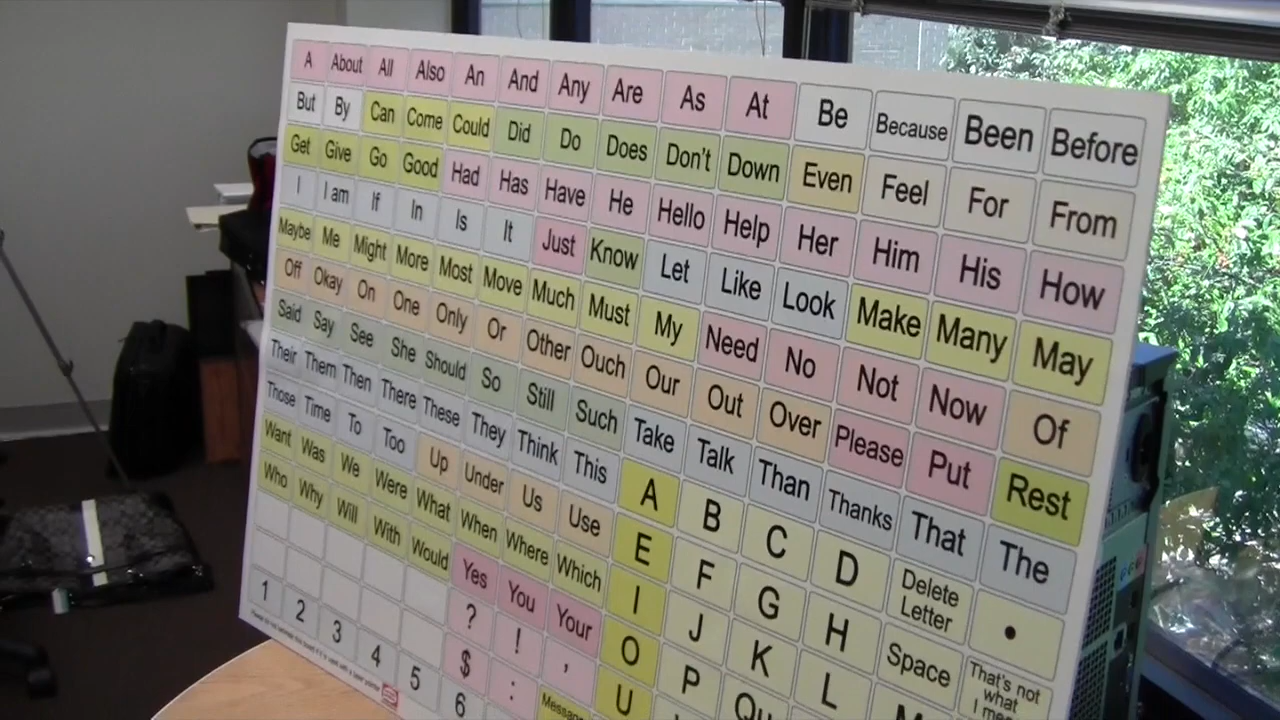 A About All Also An And Any Are As At Be Because Been Before
But By Can Come Could Did Do Does Don't Down Even Feel For From
Get Give Go Good Had Has Have He Hello Help Her Him His How
I I am If In Is It Just Know Let Like Look Make Many May
Maybe Me Might More Most Move Much Must My Need No Not Now Of
Off Okay On One Only Or Other Ouch Our Out Over Please Put Rest
Said Say See She Should So Still Such Take Talk Than Thanks That The
Their Them Then There These They Think This A B C D Delete Letter •
Those Time To Too Up Under Us Use E F G H Space That's not what I
Want Was We Were What When Where Which I J K L
Who Why Will With Would Yes You Your O P Qu
? ! , U
$ :
1 2 3 4 5 6